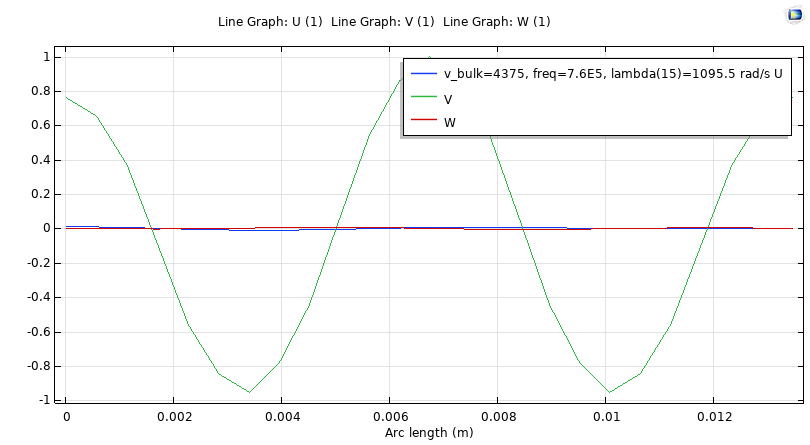 Line Graph: U (1) Line Graph: V (1) Line Graph: W (1)
v_bulk=4375, freq=7.6E5, lambda(15)=1095.5 rad/s U
V
W
1
0.8
0.6
0.4
0.2
0
-0.2
-0.4
-0.6
-0.8
-1
0 0.002 0.004 0.006 0.008 0.01 0.012
Arc length (m)